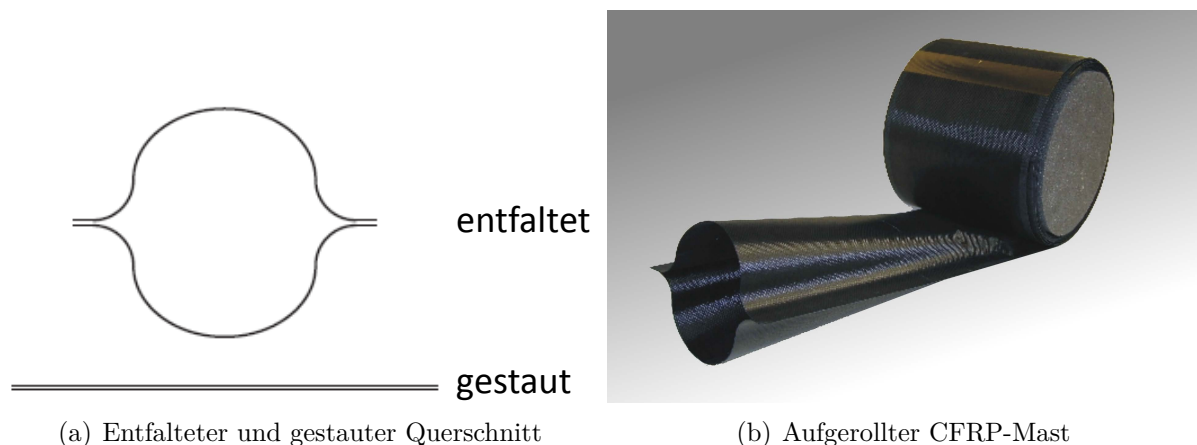 entfaltet
gestaut
(a) Entfalteter und gestauter Querschnitt
(b) Aufgerollter CFRP-Mast